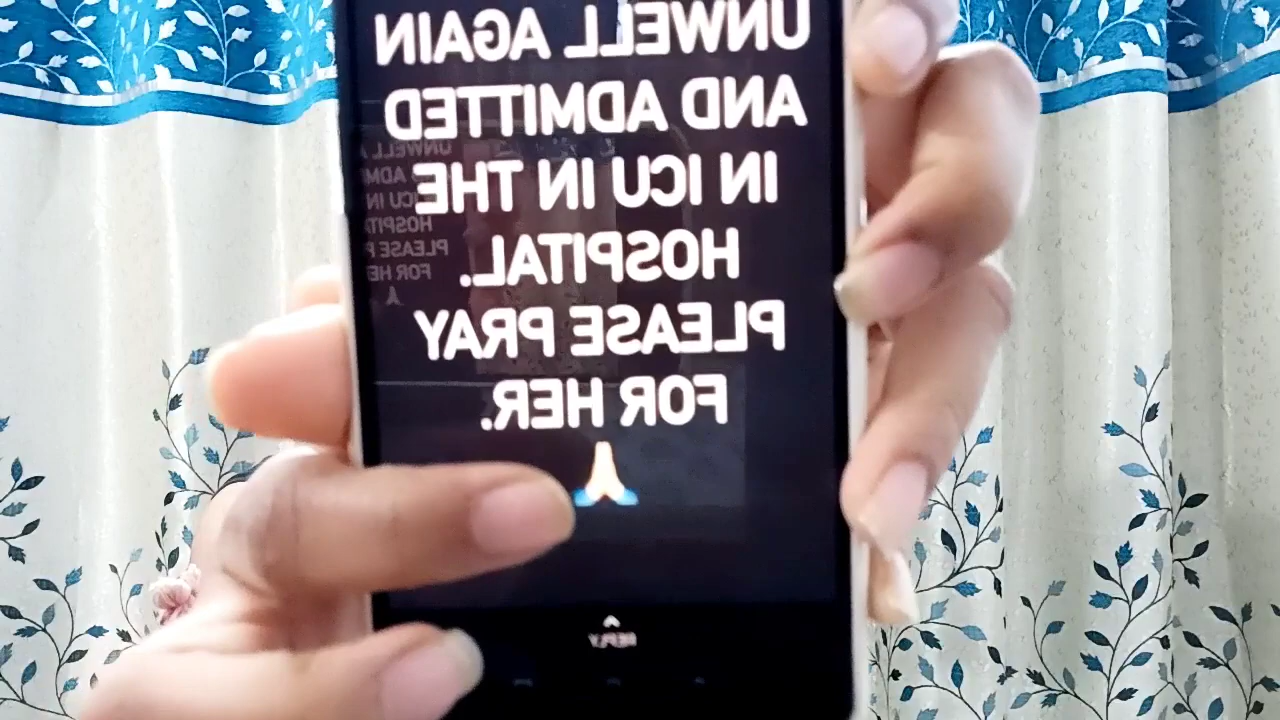 UNWELL AGAIN
AND ADMITTED
IN ICU IN THE
HOSPITAL.
PLEASE PRAY
FOR HER.
🙏🏻
REPLY